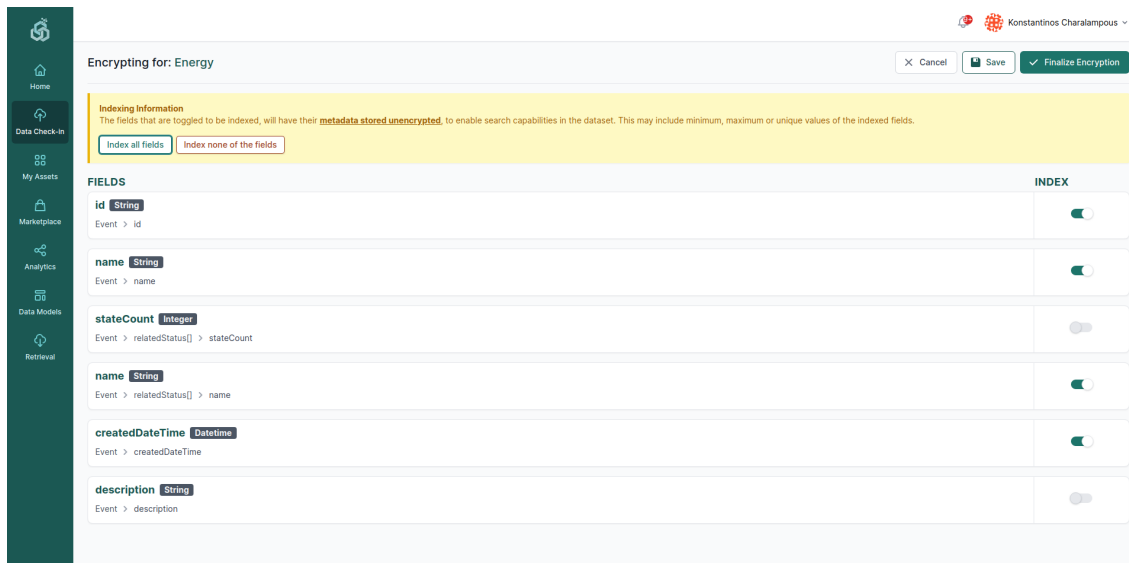 9+
Konstantinos Charalampous
Encrypting for: Energy
Cancel
Save
Finalize Encryption
Home
Data Check-in
My Assets
Marketplace
Analytics
Data Models
Retrieval
Indexing Information
The fields that are toggled to be indexed, will have their metadata stored unencrypted, to enable search capabilities in the dataset. This may include minimum, maximum or unique values of the indexed fields.
Index all fields
Index none of the fields
FIELDS
INDEX
id String
Event > id
name String
Event > name
stateCount Integer
Event > relatedStatus[] > stateCount
name String
Event > relatedStatus[] > name
createdDateTime Datetime
Event > createdDateTime
description String
Event > description